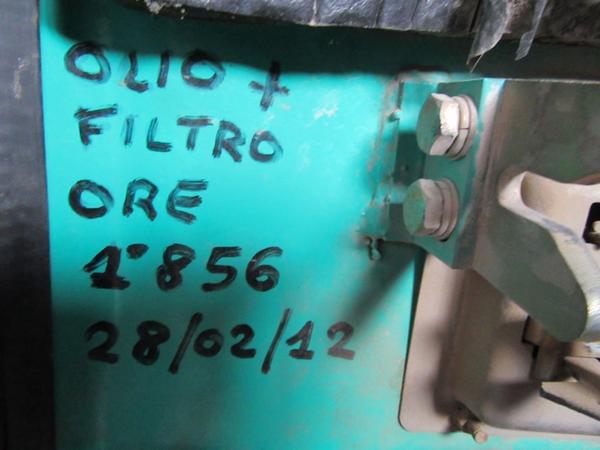 OLIO +
FILTRO
ORE
1°856
28/02/12